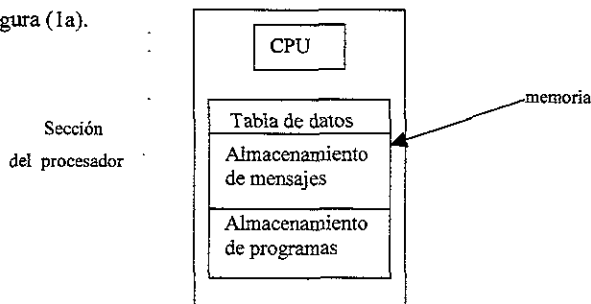 gura (1a).
CPU
memoria
Tabla de datos
Sección
del procesador
Almacenamiento
de mensajes
Almacenamiento
de programas